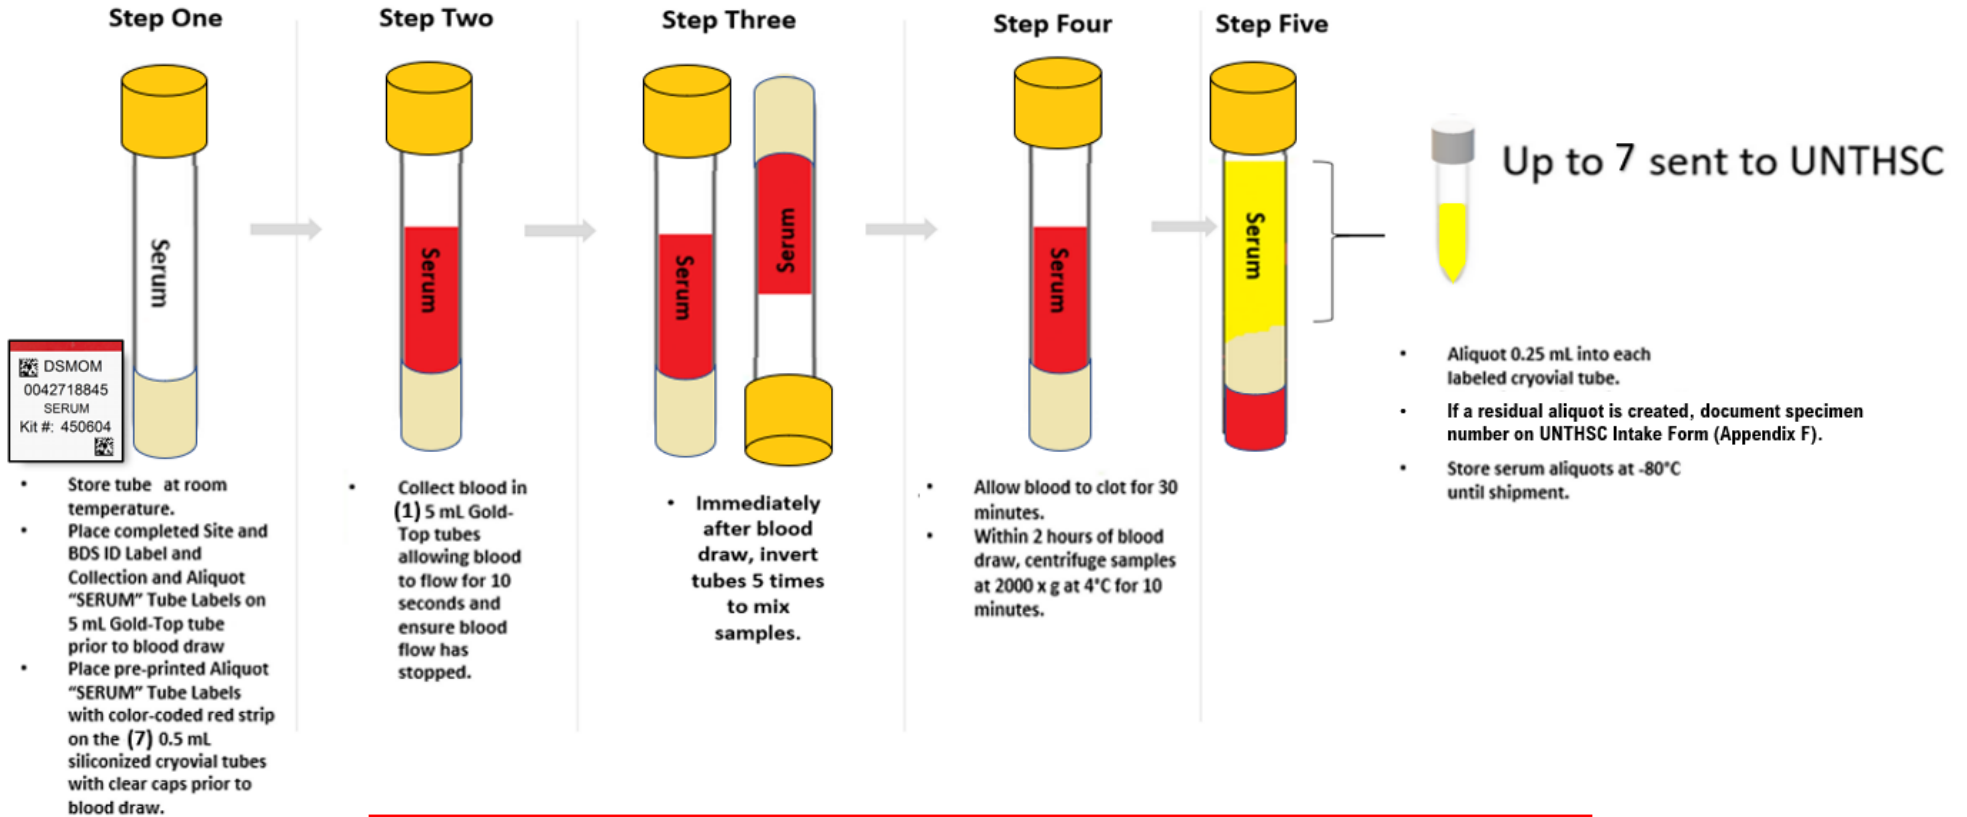 Step One
Serum
DSMOM
0042718845
SERUM
Kit #: 450604
• Store tube at room
temperature.
• Place completed Site and
BDS ID Label and
Collection and Aliquot
“SERUM” Tube Labels on
5 mL Gold-Top tube
prior to blood draw
• Place pre-printed Aliquot
“SERUM” Tube Labels
with color-coded red strip
on the (7) 0.5 mL
siliconized cryovial tubes
with clear caps prior to
blood draw.
Step Two
Serum
• Collect blood in
(1) 5 mL Gold-
Top tubes
allowing blood
to flow for 10
seconds and
ensure blood
flow has
stopped.
Step Three
Serum
Serum
• Immediately
after blood
draw, invert
tubes 5 times
to mix
samples.
Step Four
Serum
• Allow blood to clot for 30
minutes.
• Within 2 hours of blood
draw, centrifuge samples
at 2000 x g at 4°C for 10
minutes.
Step Five
Serum
Up to 7 sent to UNTHSC
• Aliquot 0.25 mL into each
labeled cryovial tube.
• If a residual aliquot is created, document specimen
number on UNTHSC Intake Form (Appendix F).
• Store serum aliquots at -80°C
until shipment.